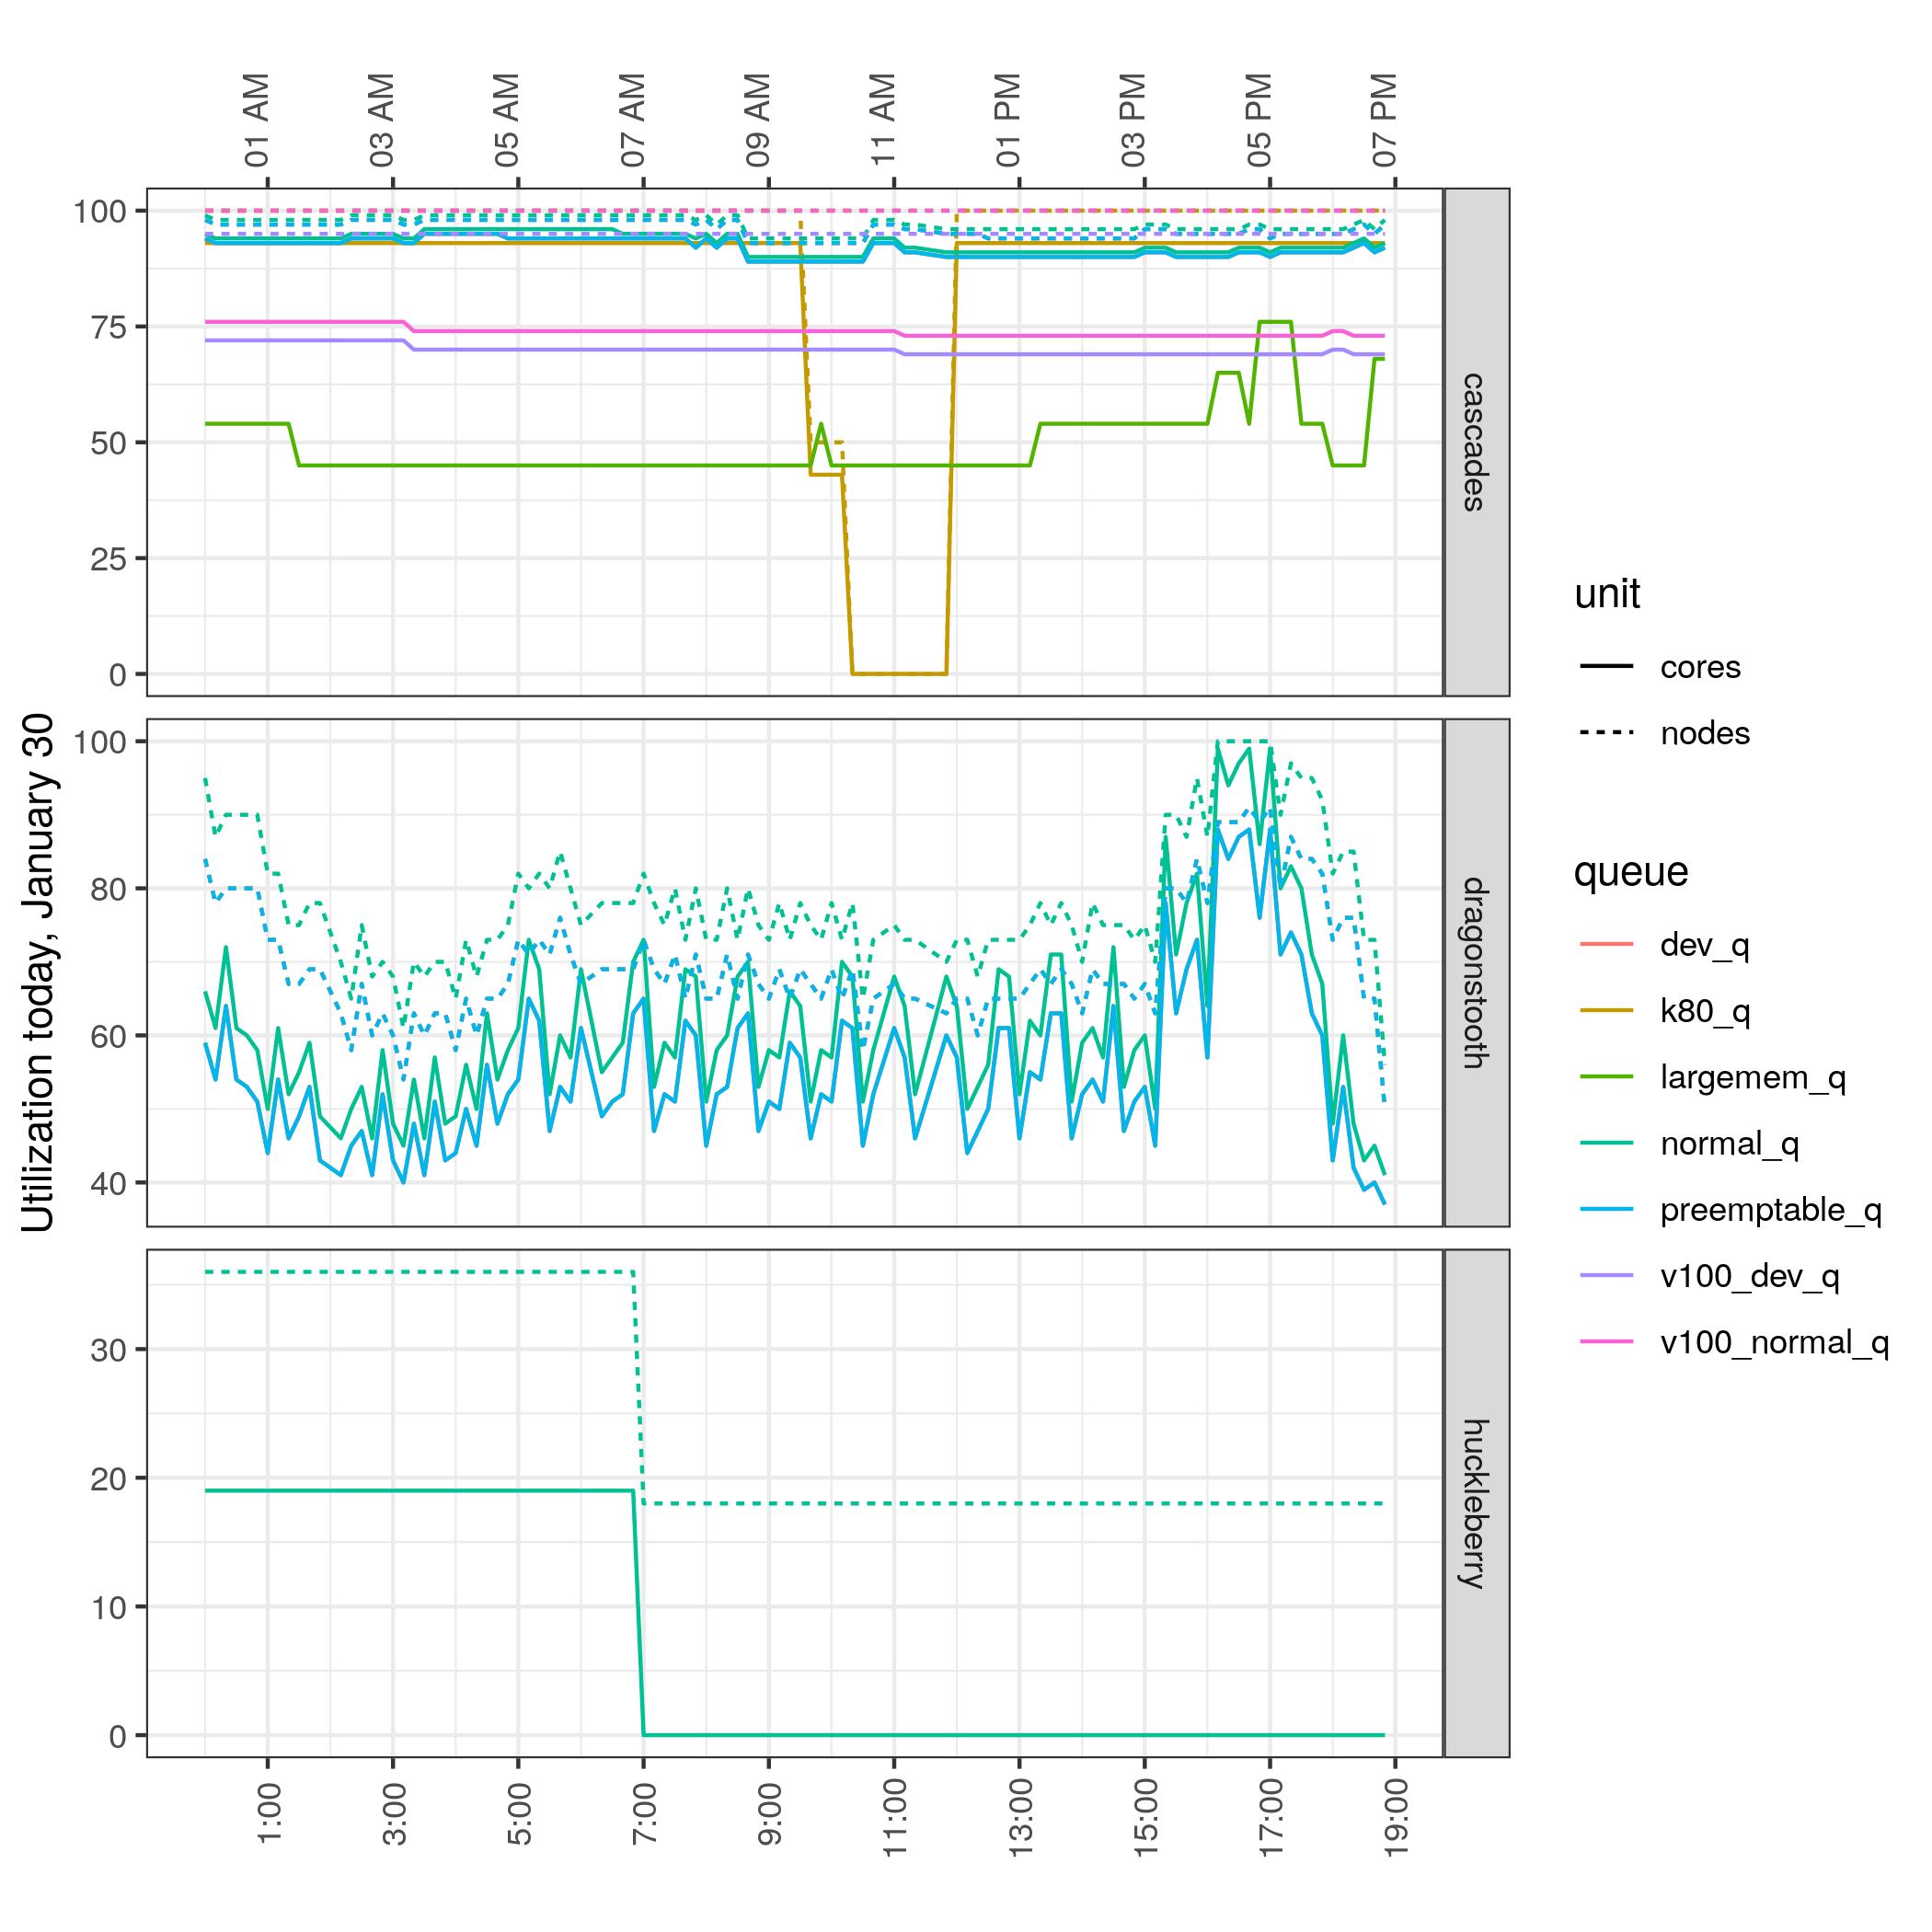 01 AM
03 AM
05 AM
07 AM
09 AM
11 AM
01 PM
03 PM
05 PM
07 PM
Utilization today, January 30
100
75
50
25
0
cascades
100
80
60
40
dragonstooth
30
20
10
0
huckleberry
1:00
3:00
5:00
7:00
9:00
11:00
13:00
15:00
17:00
19:00
unit
cores
nodes
queue
dev_q
k80_q
largemem_q
normal_q
preemptable_q
v100_dev_q
v100_normal_q